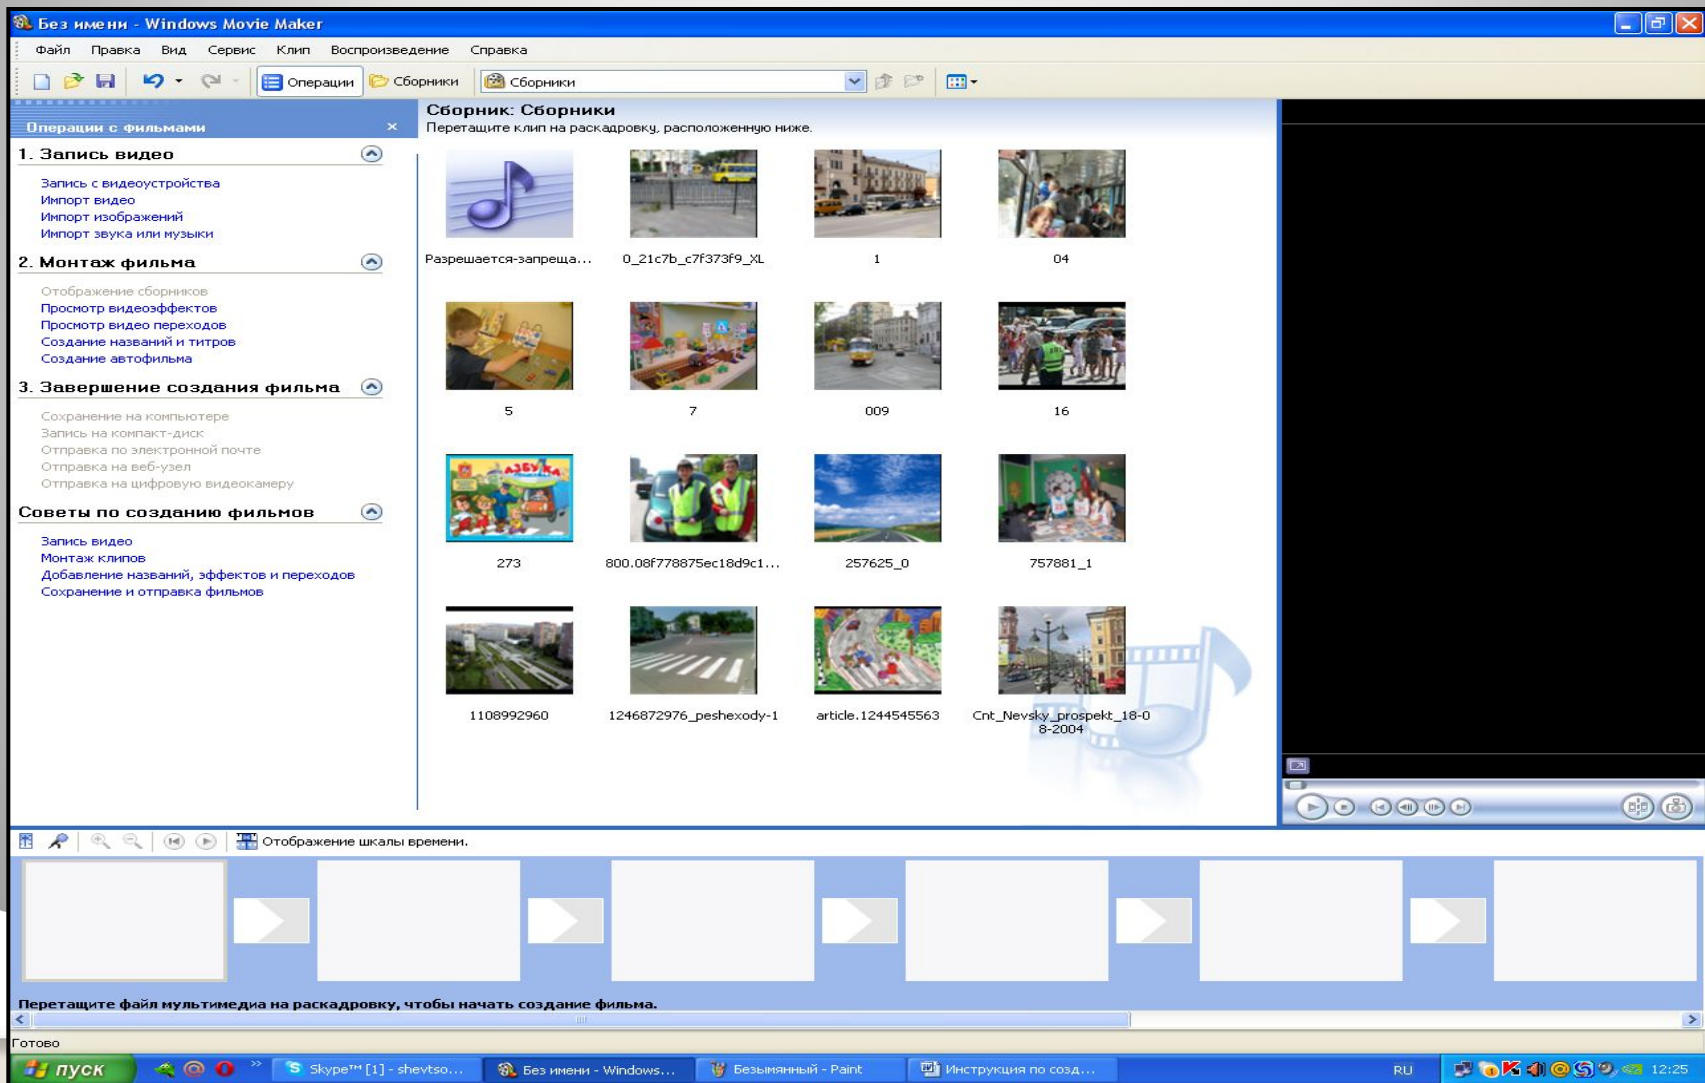 Без имени - Windows Movie Maker
Файл Правка Вид Сервис Клип Воспроизведение Справка
Операции Сборники Сборники
Операции с фильмами
1. Запись видео
Запись с видеоустройства
Импорт видео
Импорт изображений
Импорт звука или музыки
2. Монтаж фильма
Отображение сборников
Просмотр видеоэффектов
Просмотр видео переходов
Создание названий и титров
Создание автофильма
3. Завершение создания фильма
Сохранение на компьютере
Запись на компакт-диск
Отправка по электронной почте
Отправка на веб-узел
Отправка на цифровую видеокамеру
Советы по созданию фильмов
Запись видео
Монтаж клипов
Добавление названий, эффектов и переходов
Сохранение и отправка фильмов
Сборник: Сборники
Перетащите клип на раскадровку, расположенную ниже.
Разрешается-запреща... 0_21c7b_c7f373f9_XL 1 04
5 7 009 16
АЗБУКА
273 800.08f778875ec18d9c1... 257625_0 757881_1
1108992960 1246872976_peshexody-1 article.1244545563 Cnt_Nevsky_prospekt_18-0
8-2004
Отображение шкалы времени.
Перетащите файл мультимедиа на раскадровку, чтобы начать создание фильма.
Готово
пуск Skype™ [1] - shevtso... Без имени - Windows... Безымянный - Paint Инструкция по созд... RU 12:25